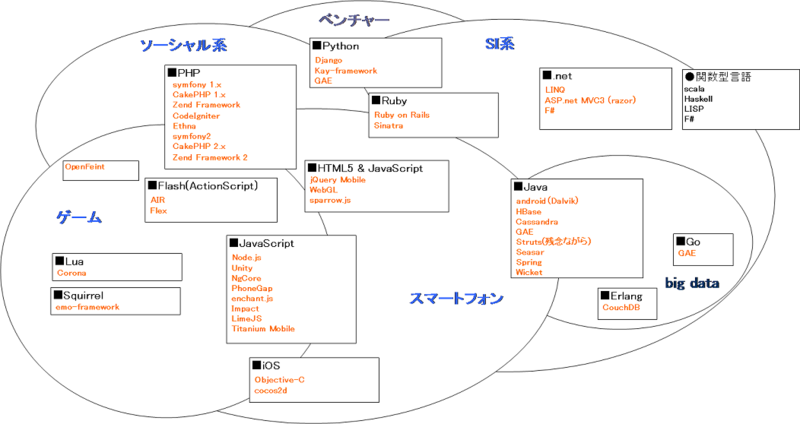 ベンチャー
ソーシャル系
SI系
■Python
Django
Kay-framework
GAE
■PHP
symfony 1.x
CakePHP 1.x
Zend Framework
CodeIgniter
Ethna
symfony2
CakePHP 2.x
Zend Framework 2
■.net
LINQ
ASP.net MVC3 (razor)
F#
●関数型言語
scala
Haskell
LISP
F#
■Ruby
Ruby on Rails
Sinatra
OpenFeint
■Flash(ActionScript)
AIR
Flex
■HTML5 & JavaScript
jQuery Mobile
WebGL
sparrow.js
■Java
android(Dalvik)
HBase
Cassandra
GAE
Struts(残念ながら)
Seasar
Spring
Wicket
ゲーム
■JavaScript
Node.js
Unity
NgCore
PhoneGap
enchant.js
Impact
LimeJS
Titanium Mobile
■Go
GAE
■Lua
Corona
■Squirrel
emo-framework
スマートフォン
big data
■Erlang
CouchDB
■iOS
Objective-C
cocos2d